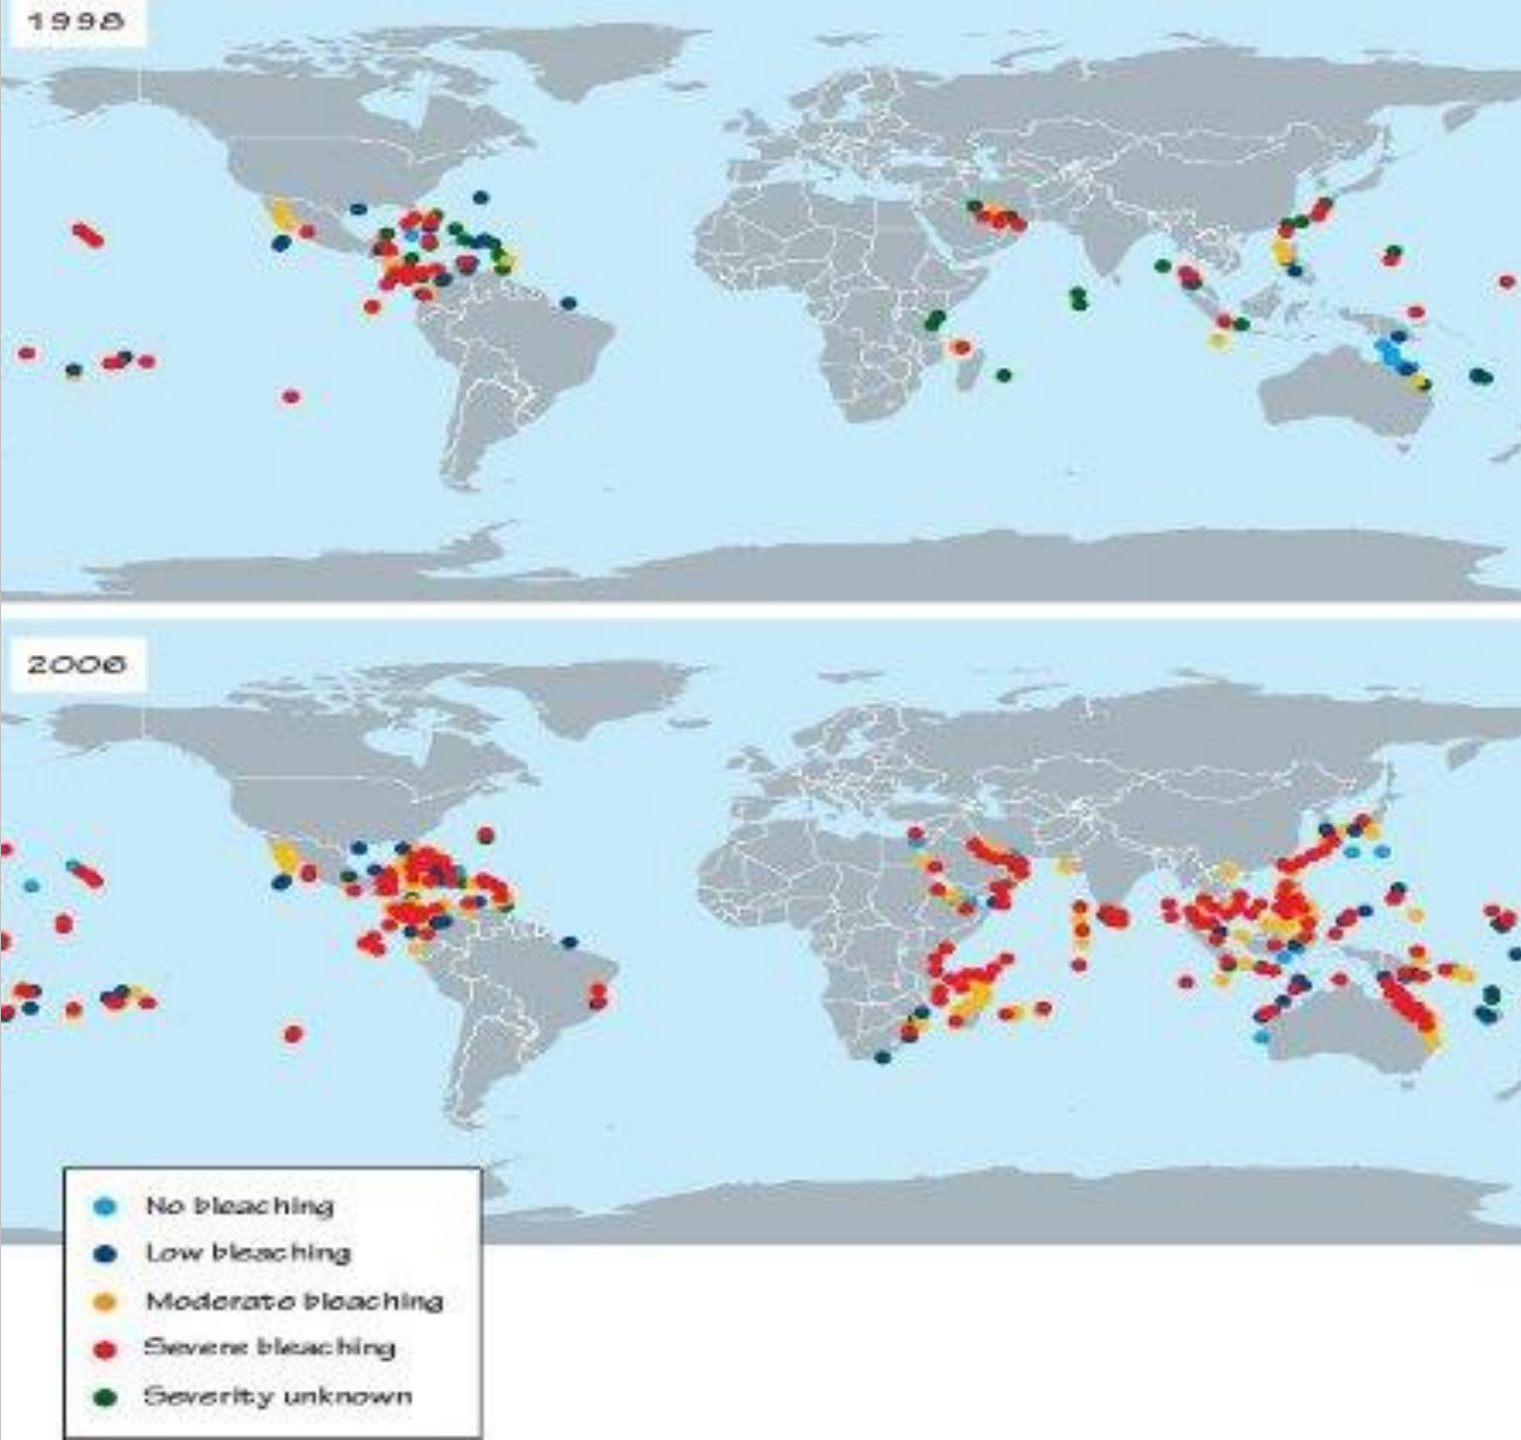 1998
2006
No bleaching
Low bleaching
Moderate bleaching
Severe bleaching
Severity unknown